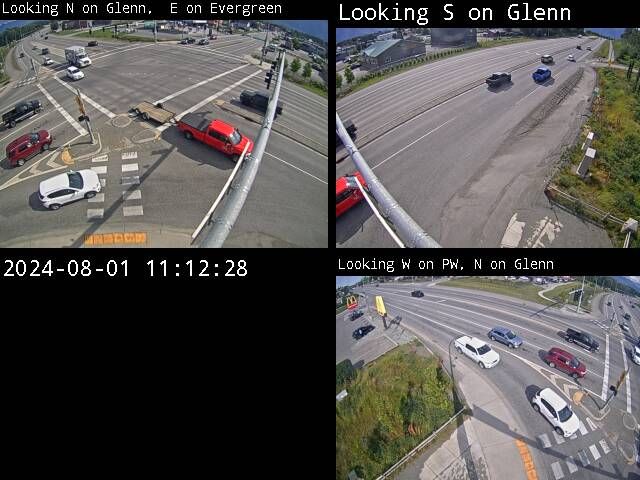 Looking N on Glenn,  E on Evergreen
Looking S on Glenn
2024-08-01 11:12:28
Looking W on PW, N on Glenn